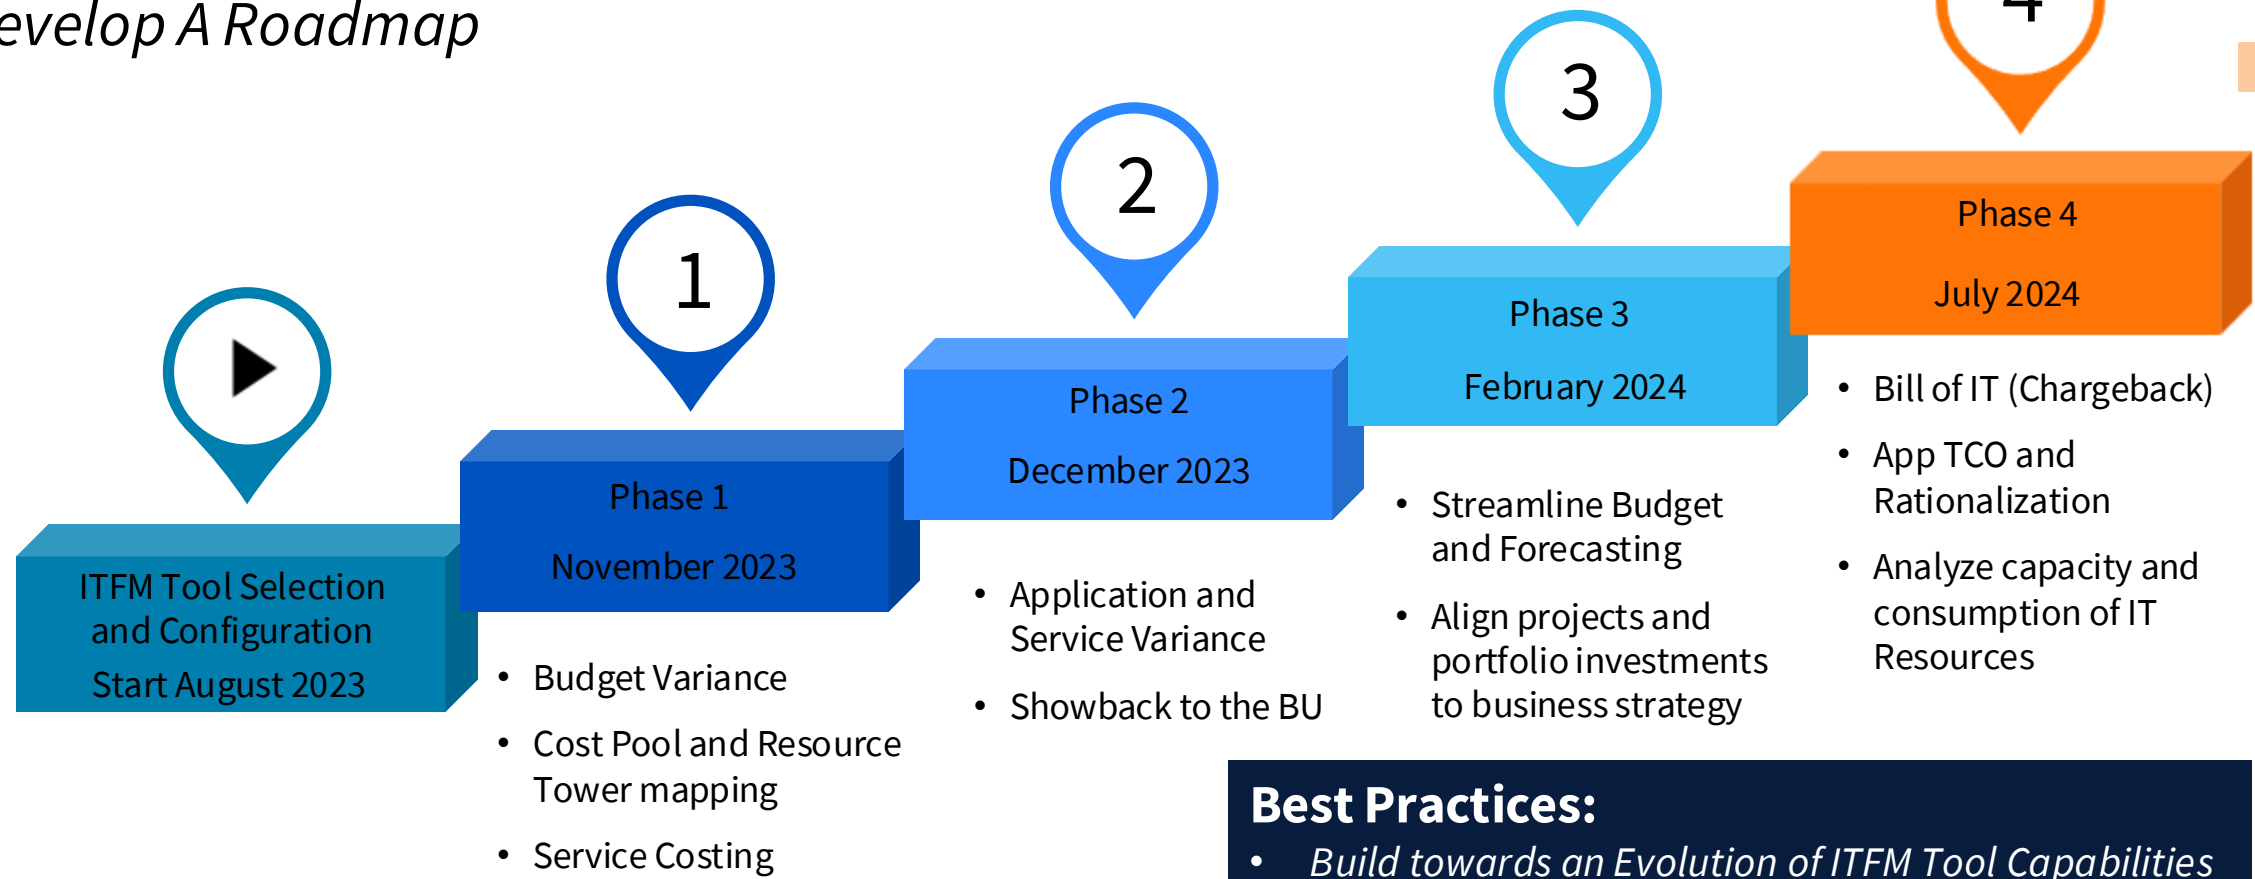 evelop A Roadmap
ITFM Tool Selection
and Configuration
Start August 2023
1
Phase 1
November 2023
• Budget Variance
• Cost Pool and Resource
Tower mapping
• Service Costing
2
Phase 2
December 2023
• Application and
Service Variance
• Showback to the BU
3
Phase 3
February 2024
• Streamline Budget
and Forecasting
• Align projects and
portfolio investments
to business strategy
4
Phase 4
July 2024
• Bill of IT (Chargeback)
• App TCO and
Rationalization
• Analyze capacity and
consumption of IT
Resources
Best Practices:
• Build towards an Evolution of ITFM Tool Capabilities